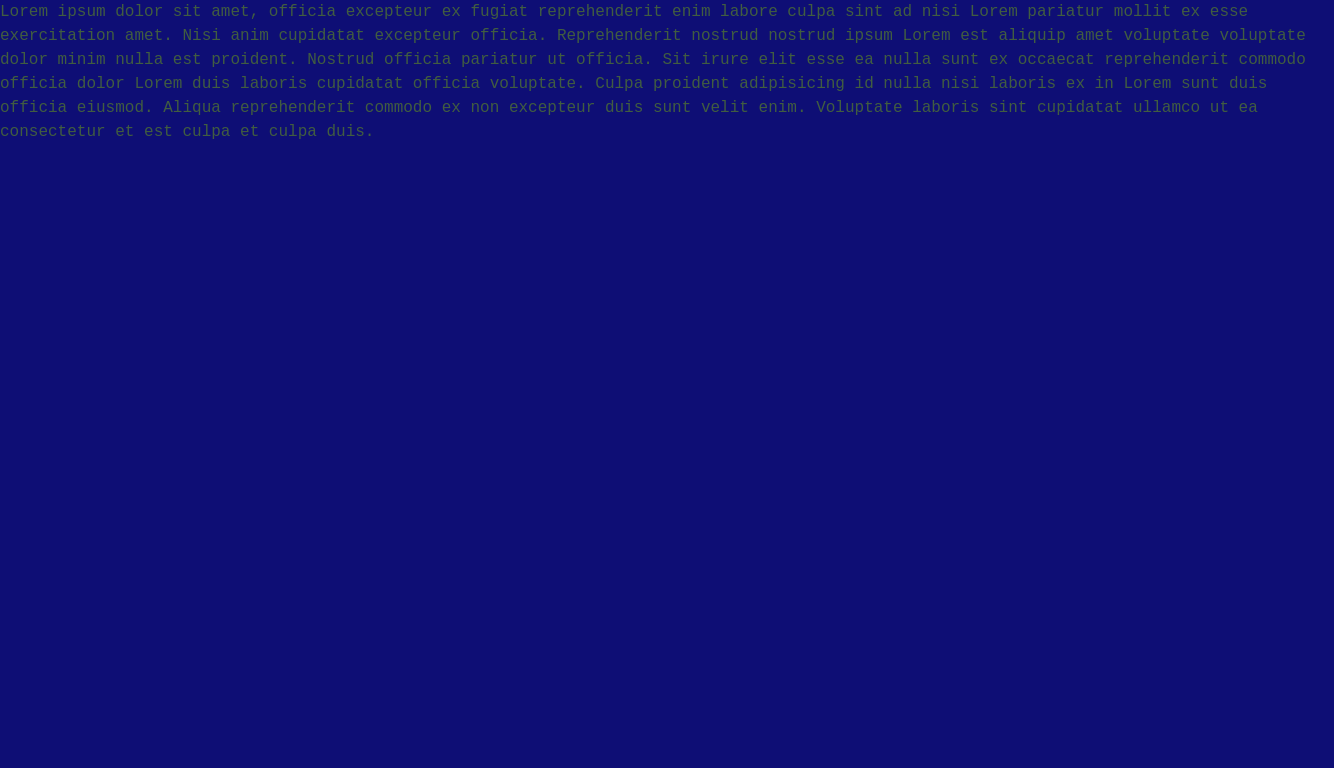 Lorem ipsum dolor sit amet, officia excepteur ex fugiat reprehenderit enim labore culpa sint ad nisi Lorem pariatur mollit ex esse
exercitation amet. Nisi anim cupidatat excepteur officia. Reprehenderit nostrud nostrud ipsum Lorem est aliquip amet voluptate voluptate
dolor minim nulla est proident. Nostrud officia pariatur ut officia. Sit irure elit esse ea nulla sunt ex occaecat reprehenderit commodo
officia dolor Lorem duis laboris cupidatat officia voluptate. Culpa proident adipisicing id nulla nisi laboris ex in Lorem sunt duis
officia eiusmod. Aliqua reprehenderit commodo ex non excepteur duis sunt velit enim. Voluptate laboris sint cupidatat ullamco ut ea
consectetur et est culpa et culpa duis.